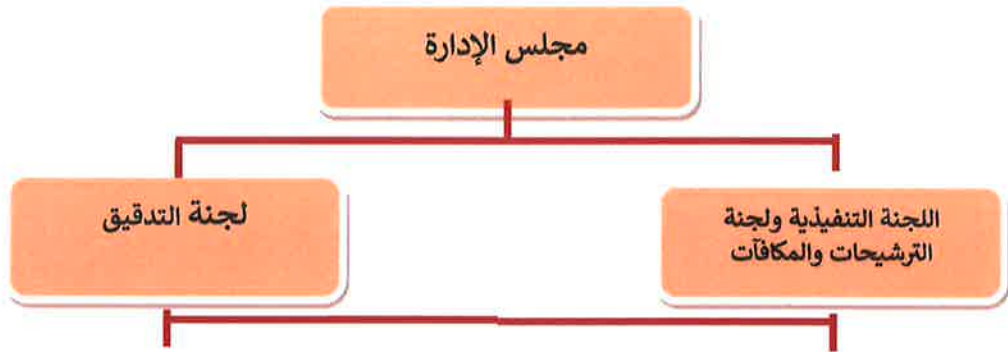 مجلس الإدارة
اللجنة التنفيذية ولجنة
الترشيحات والمكافآت
لجنة التدقيق